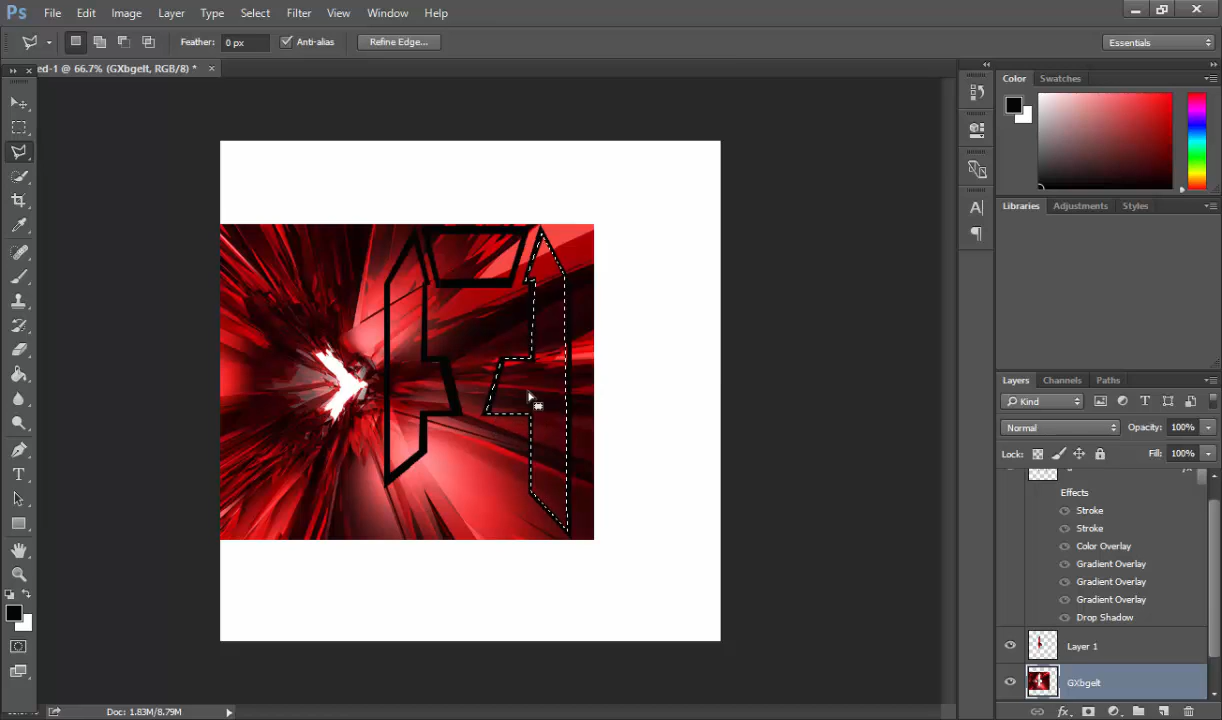 Ps File Edit Image Layer Type Select Filter View Window Help
Feather: 0 px Anti-alias Refine Edge... Essentials
ed-1 @ 66.7% (GXbgelt, RGB/8) *
Color Swatches
Libraries Adjustments Styles
Layers Channels Paths
Kind
Normal Opacity: 100%
Lock: Fill: 100%
Effects
Stroke
Stroke
Color Overlay
Gradient Overlay
Gradient Overlay
Gradient Overlay
Drop Shadow
Layer 1
GXbgelt
Doc: 1.83M/8.79M